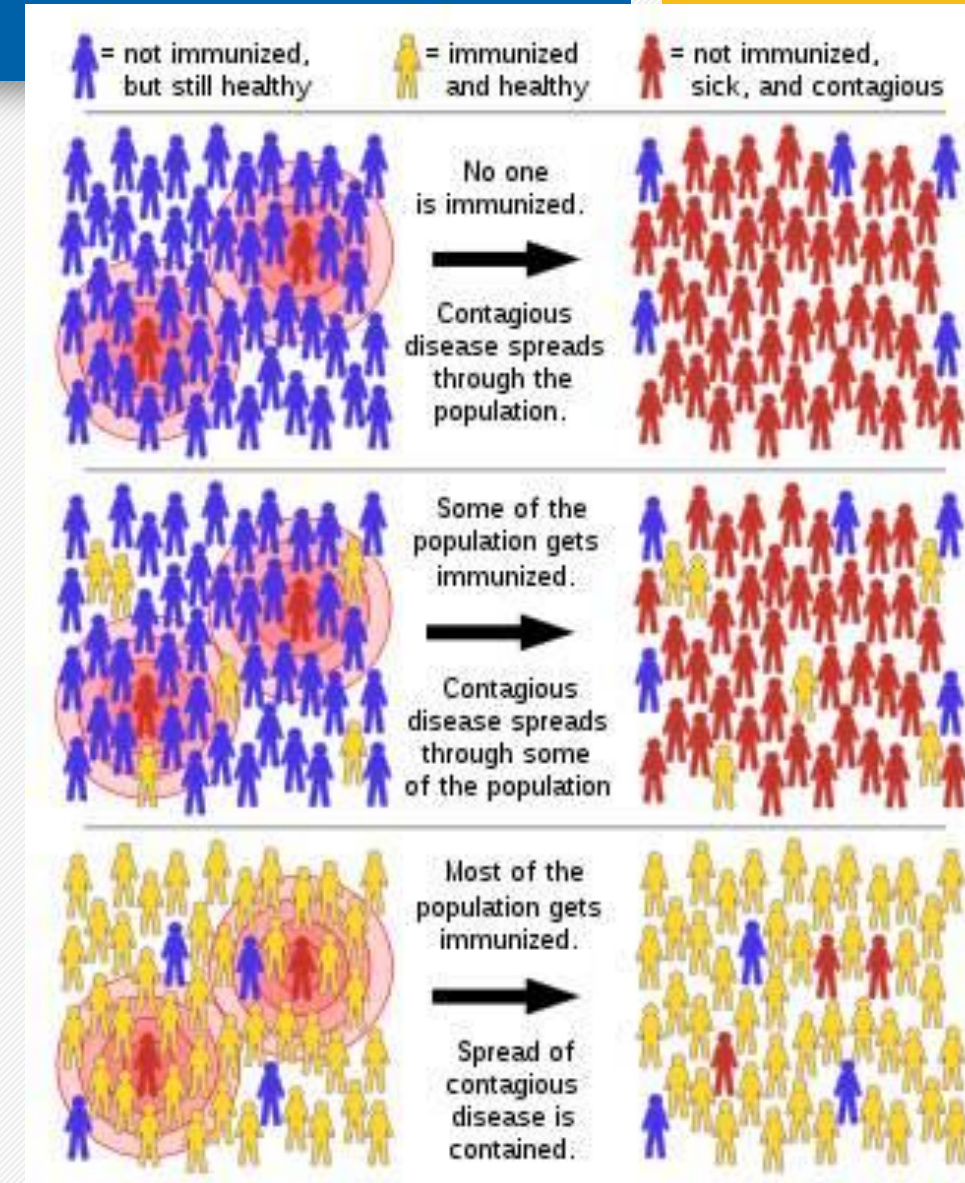 = not immunized,
but still healthy
= immunized
and healthy
= not immunized,
sick, and contagious
No one
is immunized.
Contagious
disease spreads
through the
population.
Some of the
population gets
immunized.
Contagious
disease spreads
through some
of the population
Most of the
population gets
immunized.
Spread of
contagious
disease is
contained.